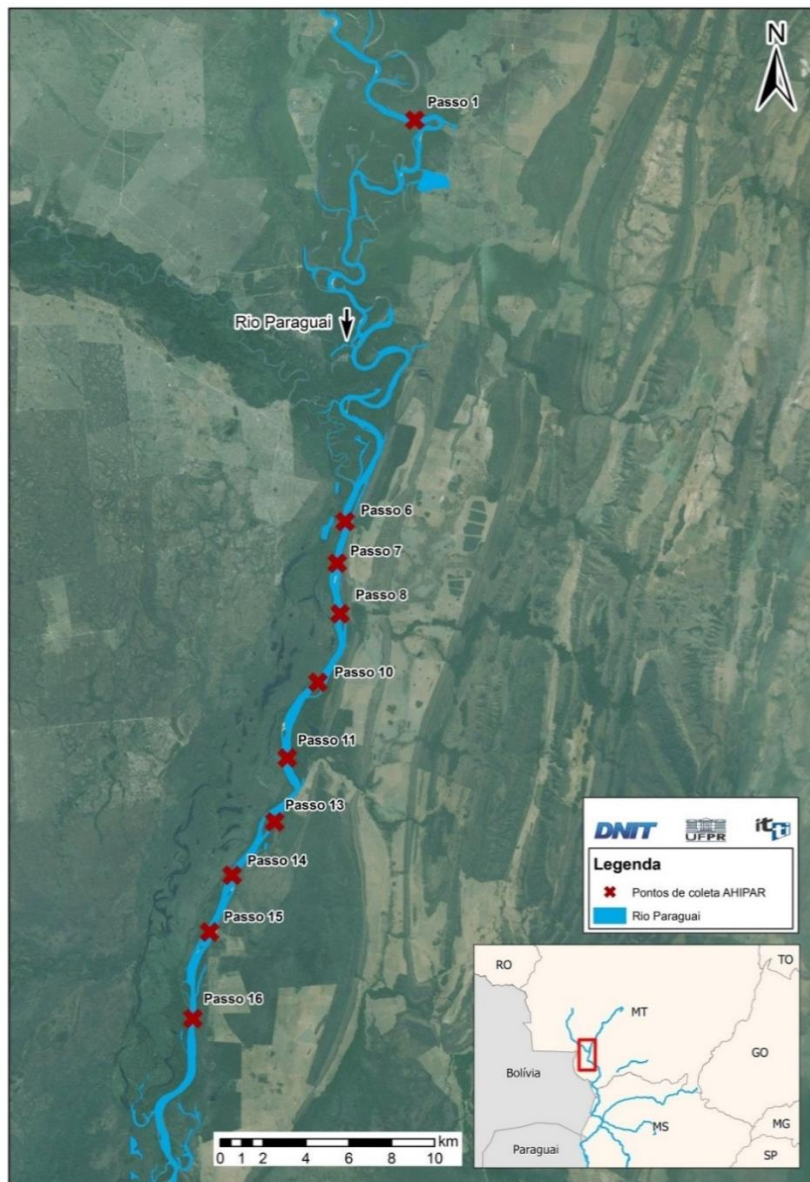 N
Passo 1
Rio Paraguai
Passo 6
Passo 7
Passo 8
Passo 10
Passo 11
Passo 13
Passo 14
Passo 15
Passo 16
DNIT
UFPR
itti
Legenda
Pontos de coleta AHIPAR
Rio Paraguai
RO
TO
MT
GO
Bolívia
MS
MG
Paraguai
SP
km
0 1 2 4 6 8 10